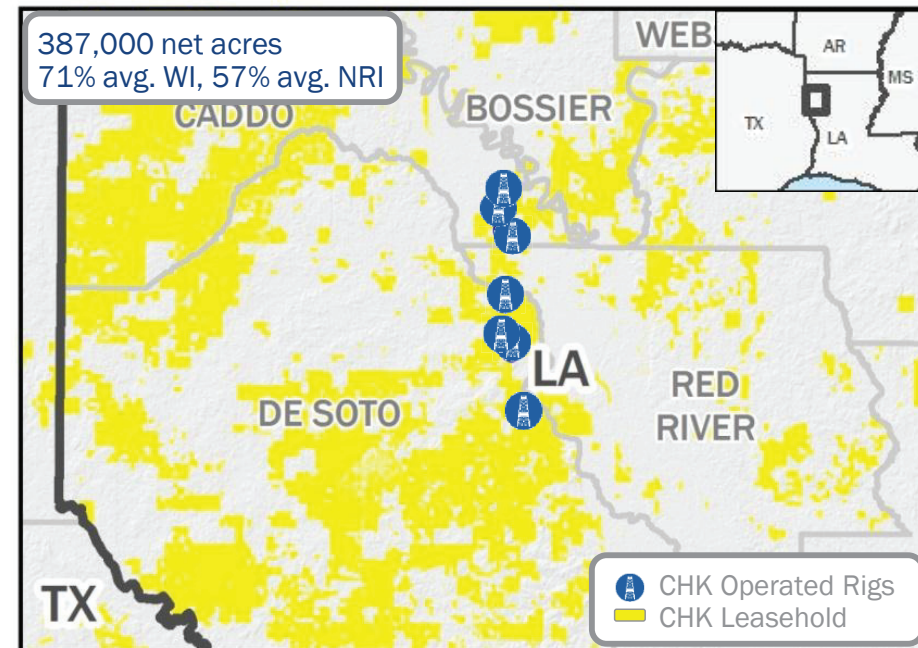 387,000 net acres
71% avg. WI, 57% avg. NRI
WEB
CADDO
BOSSIER
AR
MS
TX
LA
LA
DE SOTO
RED
RIVER
TX
CHK Operated Rigs
CHK Leasehold